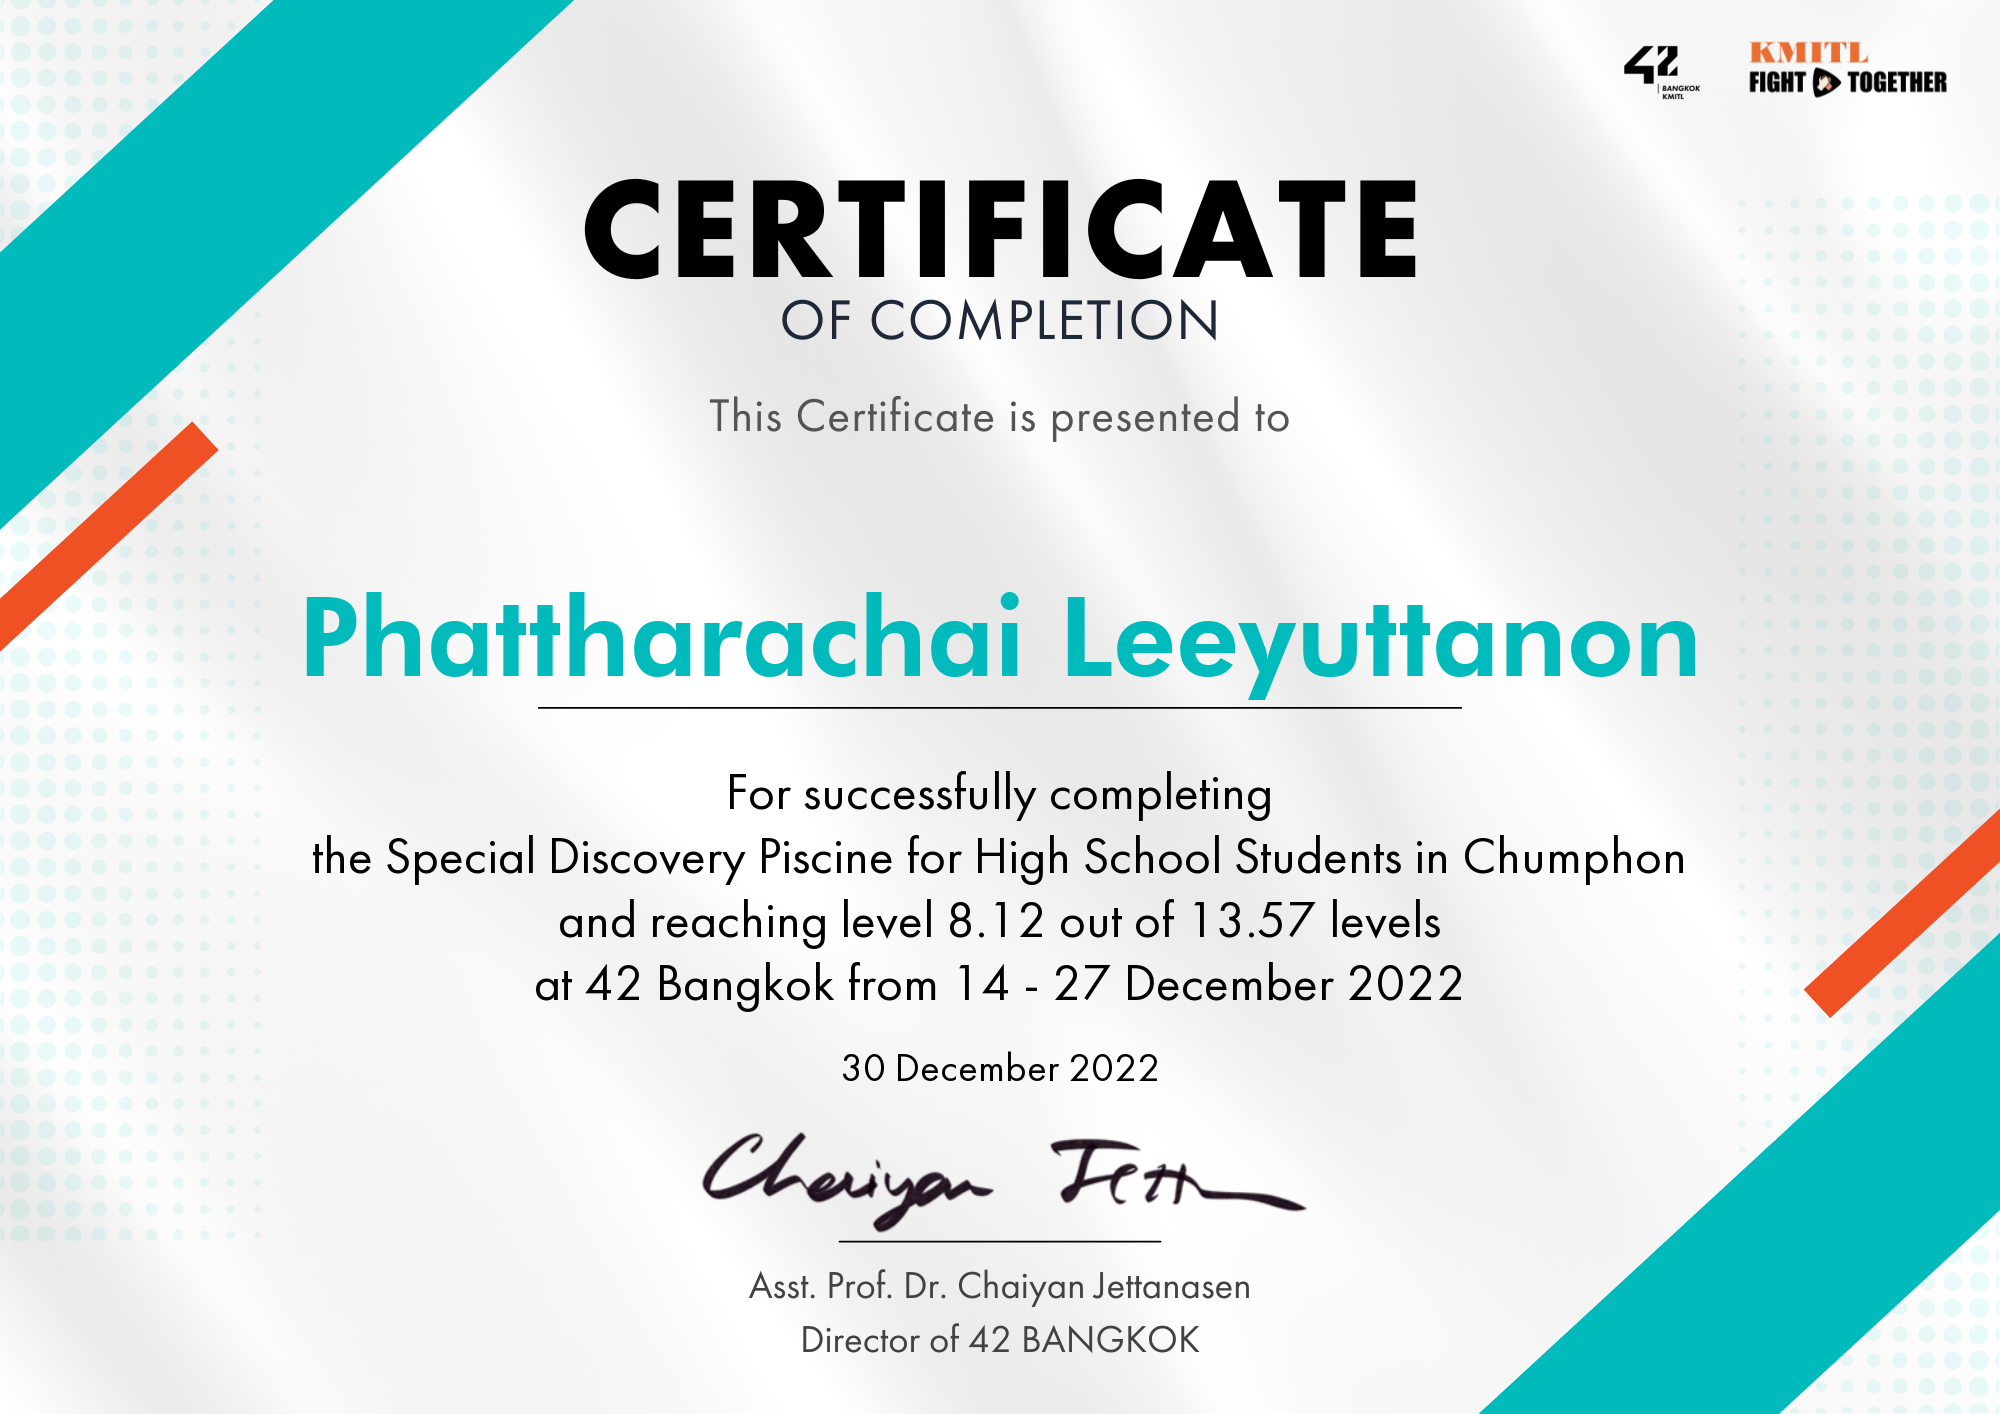 42
BANGKOK
KMITL
KMITL
FIGHT TOGETHER
CERTIFICATE
OF COMPLETION
This Certificate is presented to
Phattharachai Leeyuttanon
For successfully completing
the Special Discovery Piscine for High School Students in Chumphon
and reaching level 8.12 out of 13.57 levels
at 42 Bangkok from 14 - 27 December 2022
30 December 2022
Chaiyan Jett
Asst. Prof. Dr. Chaiyan Jettanasen
Director of 42 BANGKOK